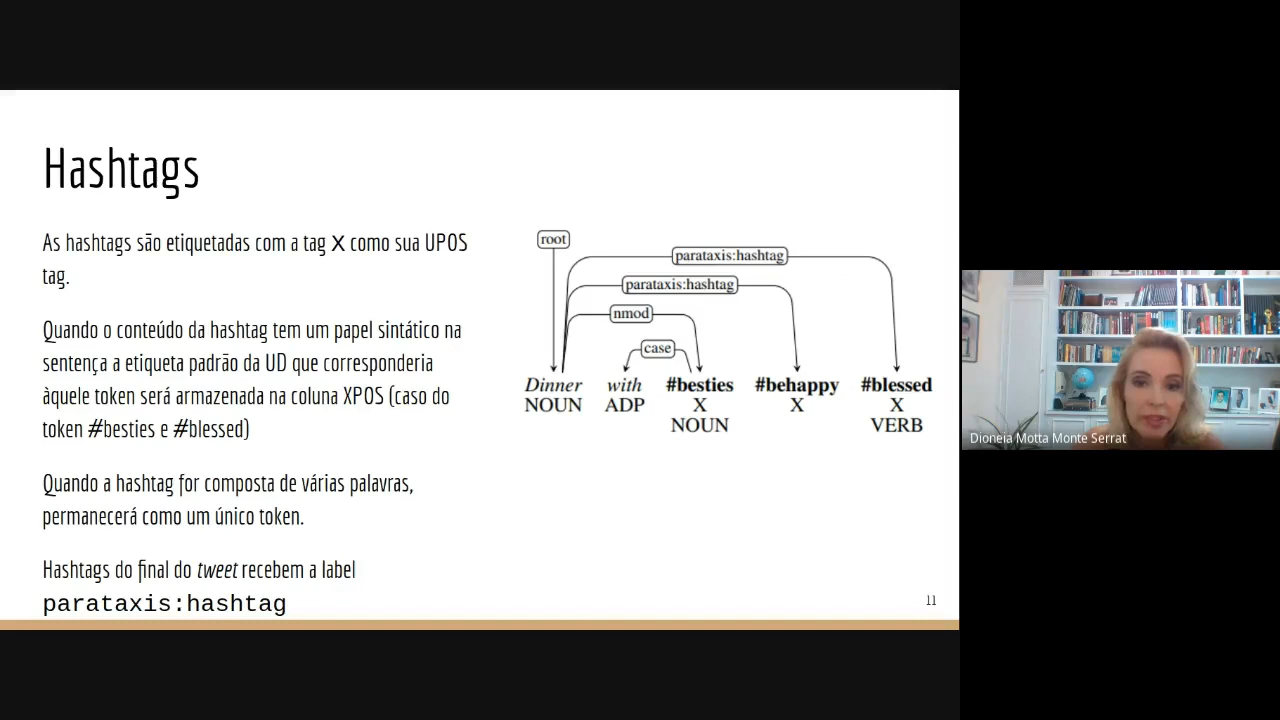 Hashtags
As hashtags são etiquetadas com a tag X como sua UPOS
tag.
Quando o conteúdo da hashtag tem um papel sintático na
sentença a etiqueta padrão da UD que corresponderia
àquele token será armazenada na coluna XPOS (caso do
token #besties e #blessed)
Quando a hashtag for composta de várias palavras,
permanecerá como um único token.
Hashtags do final do tweet recebem a label
parataxis:hashtag
root
parataxis:hashtag
parataxis:hashtag
nmod
case
Dinner with #besties #behappy #blessed
NOUN ADP X X X
NOUN VERB
11
Dioneia Motta Monte Serrat